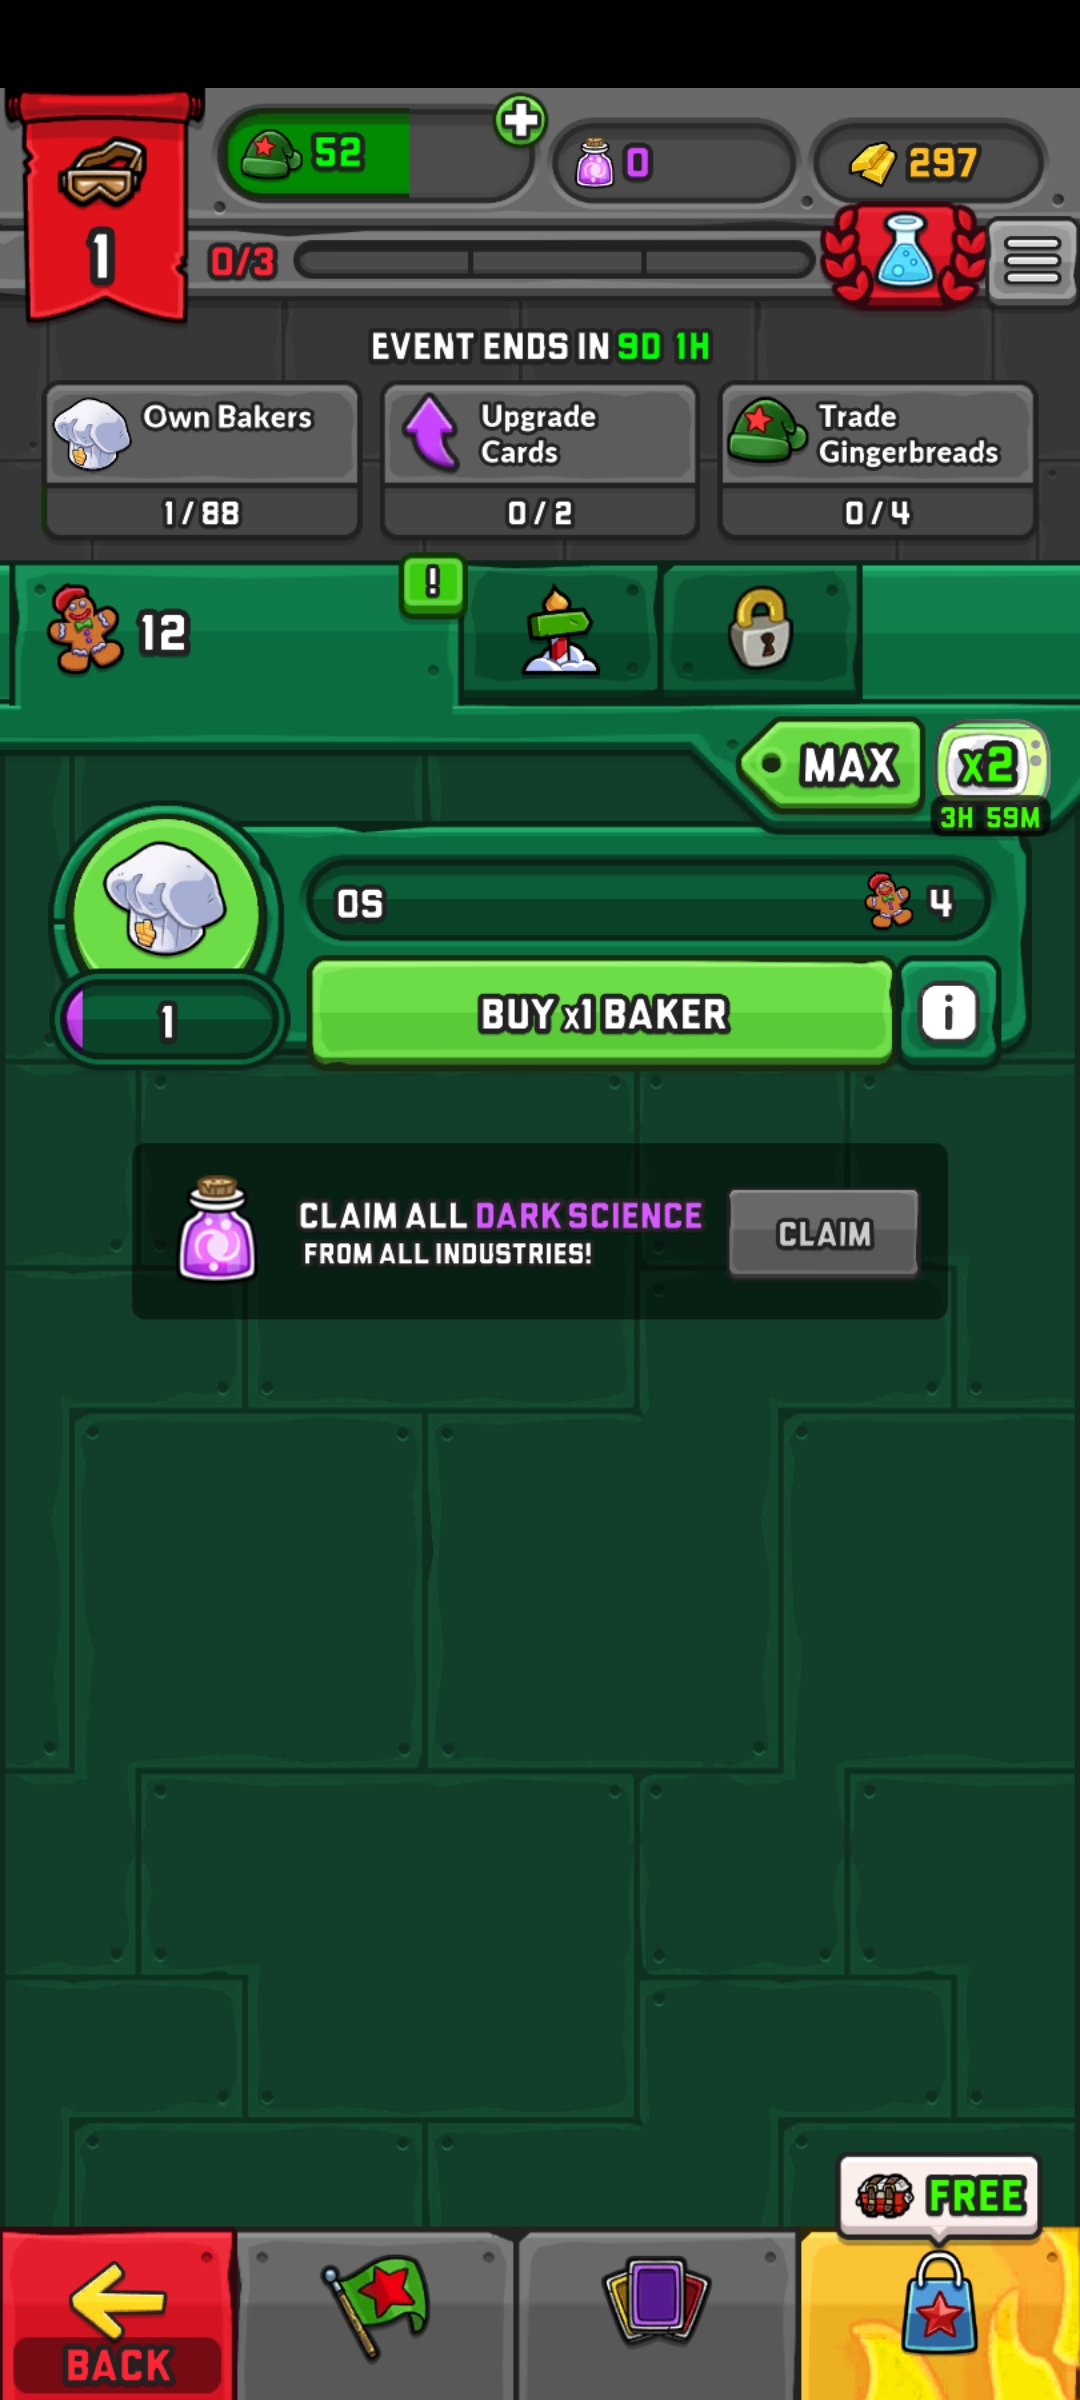 52
0
297
1
0/3
EVENT ENDS IN 9D 1H
Own Bakers
1/88
Upgrade
Cards
0/2
Trade
Gingerbreads
0/4
12
!
MAX
x2
3H 59M
0S
4
1
BUY x1 BAKER
i
CLAIM ALL DARK SCIENCE
FROM ALL INDUSTRIES!
CLAIM
FREE
BACK